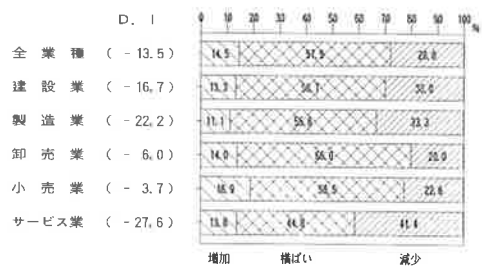 D. I 0 10 20 30 40 50 60 70 80 90 100
%
全業種 (-13.5) 14.5 57.5 28.0
建設業 (-16.7) 13.3 56.7 30.0
製造業 (-22.2) 11.1 55.6 33.3
卸売業 (-6.0) 14.0 66.0 20.0
小売業 (-3.7) 18.9 58.5 22.6
サービス業 (-27.6) 13.8 44.8 41.4
増加 横ばい 減少